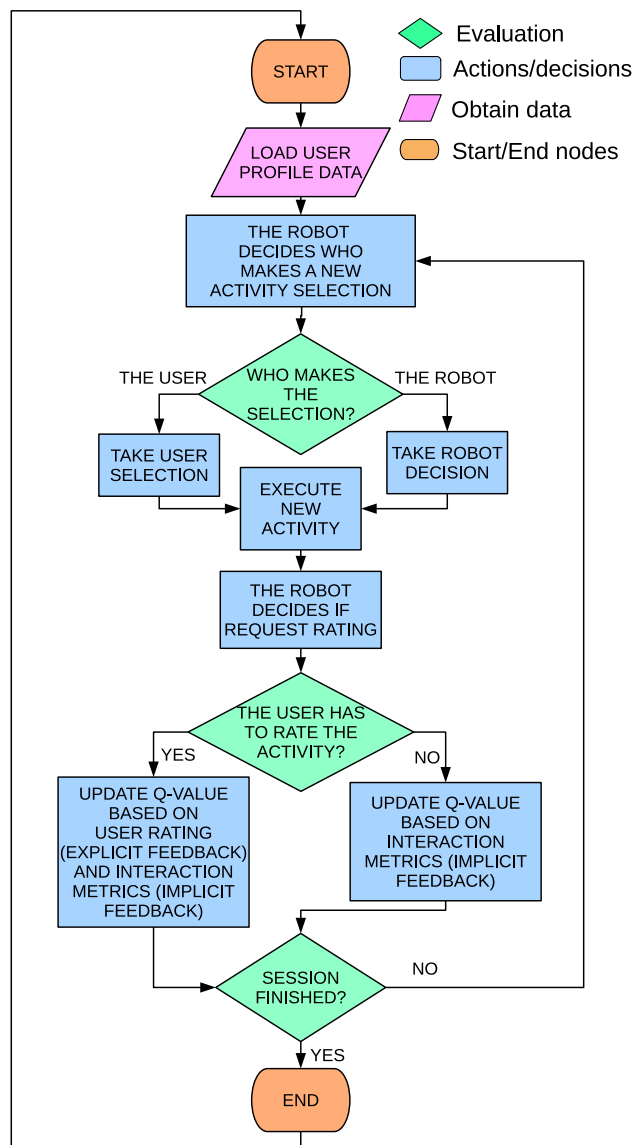 START
Evaluation
Actions/decisions
Obtain data
Start/End nodes
LOAD USER
PROFILE DATA
THE ROBOT
DECIDES WHO
MAKES A NEW
ACTIVITY SELECTION
WHO MAKES
THE
SELECTION?
THE USER
THE ROBOT
TAKE USER
SELECTION
TAKE ROBOT
DECISION
EXECUTE
NEW
ACTIVITY
THE ROBOT
DECIDES IF
REQUEST RATING
THE USER HAS
TO RATE THE
ACTIVITY?
YES
NO
UPDATE Q-VALUE
BASED ON
USER RATING
(EXPLICIT FEEDBACK)
AND INTERACTION
METRICS (IMPLICIT
FEEDBACK)
UPDATE Q-VALUE
BASED ON
INTERACTION
METRICS (IMPLICIT
FEEDBACK)
SESSION
FINISHED?
NO
YES
END